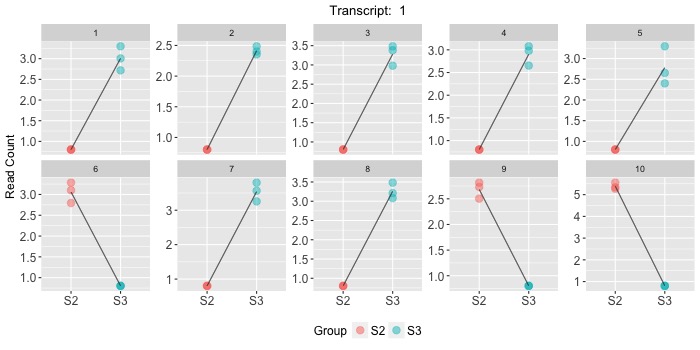 Transcript: 1
1 2 3 4 5
3.0 2.5 3.5 3.0 3.0
2.5 2.0 3.0 2.5 2.5
2.0 1.5 2.5 2.0 2.0
1.5 1.0 2.0 1.5 1.5
1.0 1.5 1.0 1.0
1.0
Read Count
6 7 8 9 10
3.0 3 3.5 2.5 5
2.5 2 3.0 2.0 4
2.0 1 2.5 1.5 3
1.5 2.0 1.0 2
1.0 1.5 1
1.0
S2 S3 S2 S3 S2 S3 S2 S3 S2 S3
Group S2 S3